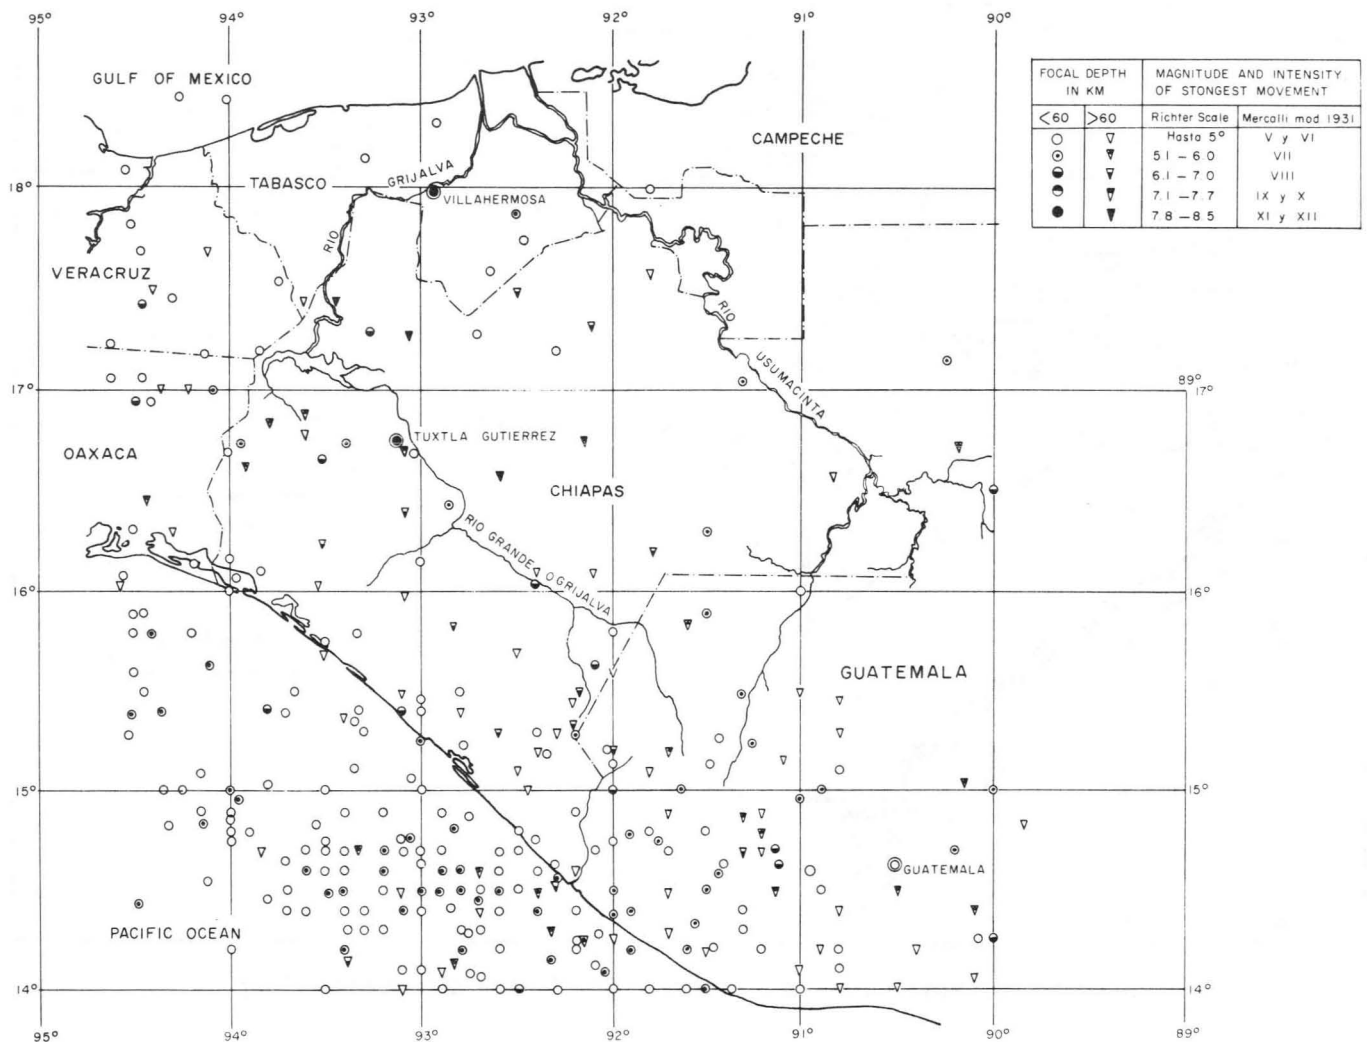 95° 94° 93° 92° 91° 90°
GULF OF MEXICO
FOCAL DEPTH
IN KM
MAGNITUDE AND INTENSITY
OF STONGEST MOVEMENT
<60 >60 Richter Scale Mercalli mod 1931
Hasta 5° V y VI
5.1 – 6.0 VII
6.1 – 7.0 VIII
7.1 – 7.7 IX y X
7.8 – 8.5 XI y XII
CAMPECHE
GRIJALVA
TABASCO
18°
VILLAHERMOSA
RIO
VERACRUZ
RIO
USUMACINTA
17°
89°
17°
TUXTLA GUTIERREZ
OAXACA
CHIAPAS
RIO GRANDE O GRIJALVA
16°
16°
GUATEMALA
15°
15°
GUATEMALA
PACIFIC OCEAN
14°
14°
95° 94° 93° 92° 91° 90° 89°